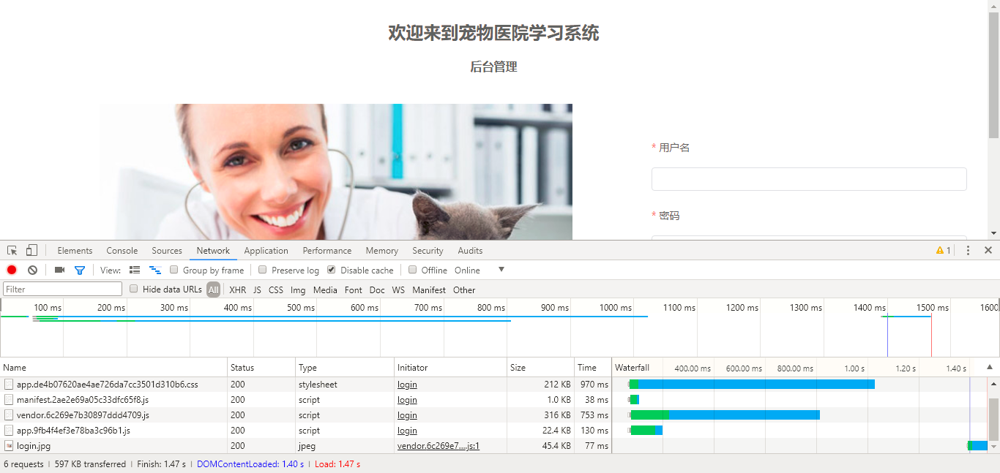 欢迎来到宠物医院学习系统
后台管理
* 用户名
* 密码
Elements Console Sources Network Application Performance Memory Security Audits 1
View: Group by frame Preserve log Disable cache Offline Online
Filter Hide data URLs All XHR JS CSS Img Media Font Doc WS Manifest Other
100 ms 200 ms 300 ms 400 ms 500 ms 600 ms 700 ms 800 ms 900 ms 1000 ms 1100 ms 1200 ms 1300 ms 1400 ms 1500 ms 1600
Name Status Type Initiator Size Time Waterfall 400.00 ms 600.00 ms 800.00 ms 1.00 s 1.20 s 1.40 s
app.de4b07620ae4ae726da7cc3501d310b6.css 200 stylesheet login 212 KB 970 ms
manifest.2ae2e69a05c33dfc65f8.js 200 script login 1.0 KB 38 ms
vendor.6c269e7b30897ddd4709.js 200 script login 316 KB 753 ms
app.9fb4f4ef3e78ba3c96b1.js 200 script login 22.4 KB 130 ms
login.jpg 200 jpeg vendor.6c269e7....js:1 45.4 KB 77 ms
6 requests | 597 KB transferred | Finish: 1.47 s | DOMContentLoaded: 1.40 s | Load: 1.47 s